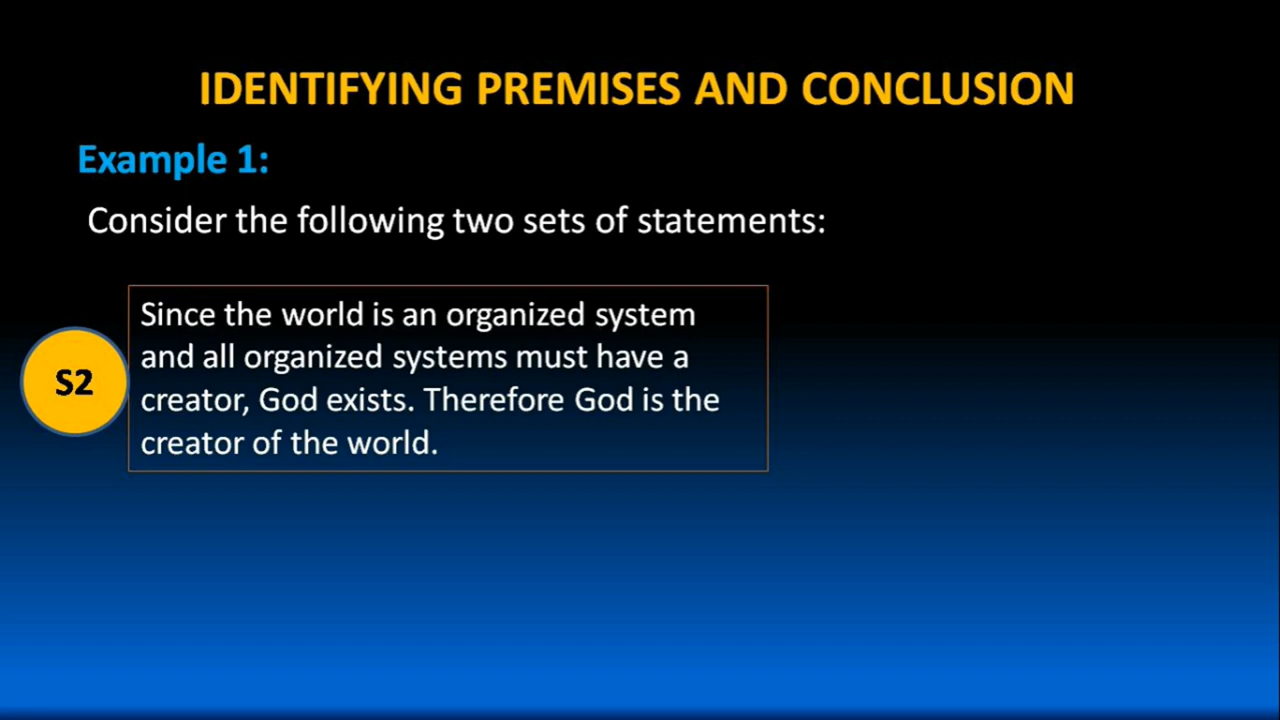 IDENTIFYING PREMISES AND CONCLUSION
Example 1:
Consider the following two sets of statements:
Since the world is an organized system
and all organized systems must have a
S2
creator, God exists. Therefore God is the
creator of the world.